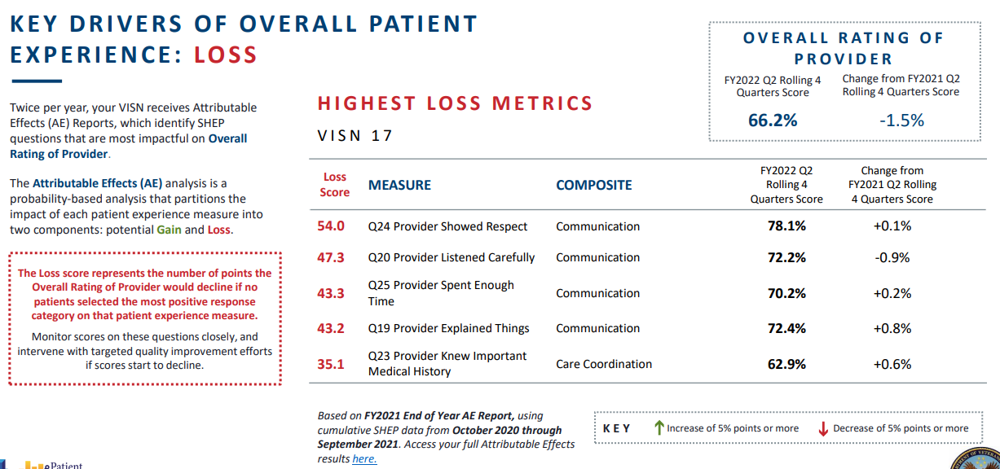 KEY DRIVERS OF OVERALL PATIENT
EXPERIENCE: LOSS
Twice per year, your VISN receives Attributable
Effects (AE) Reports, which identify SHEP
questions that are most impactful on Overall
Rating of Provider.
The Attributable Effects (AE) analysis is a
probability-based analysis that partitions the
impact of each patient experience measure into
two components: potential Gain and Loss.
The Loss score represents the number of points the
Overall Rating of Provider would decline if no
patients selected the most positive response
category on that patient experience measure.
Monitor scores on these questions closely, and
intervene with targeted quality improvement efforts
if scores start to decline.
OVERALL RATING OF
PROVIDER
FY2022 Q2 Rolling 4 Change from FY2021 Q2
Quarters Score Rolling 4 Quarters Score
66.2% -1.5%
HIGHEST LOSS METRICS
VISN 17
Loss
Score
MEASURE
COMPOSITE
FY2022 Q2
Rolling 4
Quarters Score
Change from
FY2021 Q2 Rolling
4 Quarters Score
54.0 Q24 Provider Showed Respect Communication 78.1% +0.1%
47.3 Q20 Provider Listened Carefully Communication 72.2% -0.9%
43.3 Q25 Provider Spent Enough
Time Communication 70.2% +0.2%
43.2 Q19 Provider Explained Things Communication 72.4% +0.8%
35.1 Q23 Provider Knew Important
Medical History Care Coordination 62.9% +0.6%
Based on FY2021 End of Year AE Report, using
cumulative SHEP data from October 2020 through
September 2021. Access your full Attributable Effects
results here.
KEY Increase of 5% points or more Decrease of 5% points or more
Patient